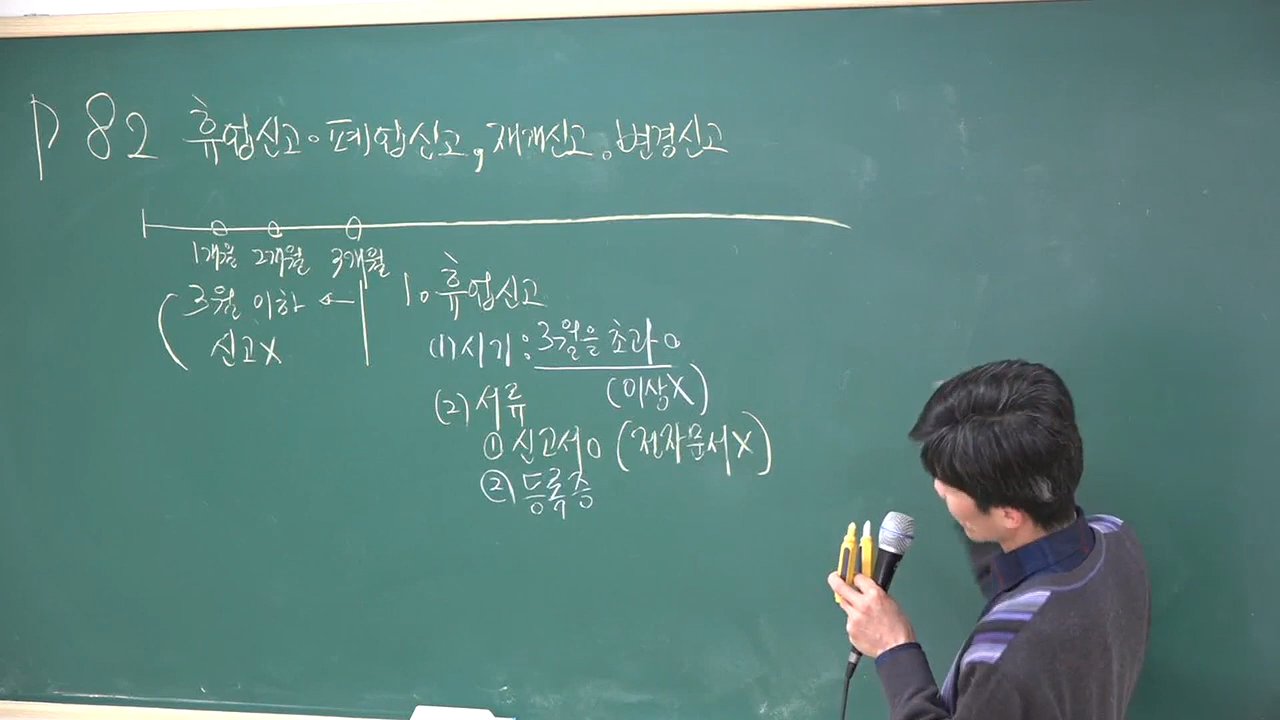 P 82 휴업신고·폐업신고, 재개신고·변경신고
1개월 2개월 3개월
(3월 이하 ←
신고X
1. 휴업신고
(1) 시기 : 3월을 초과 o
(이상X)
(2) 서류
① 신고서 o (전자문서X)
② 등록증